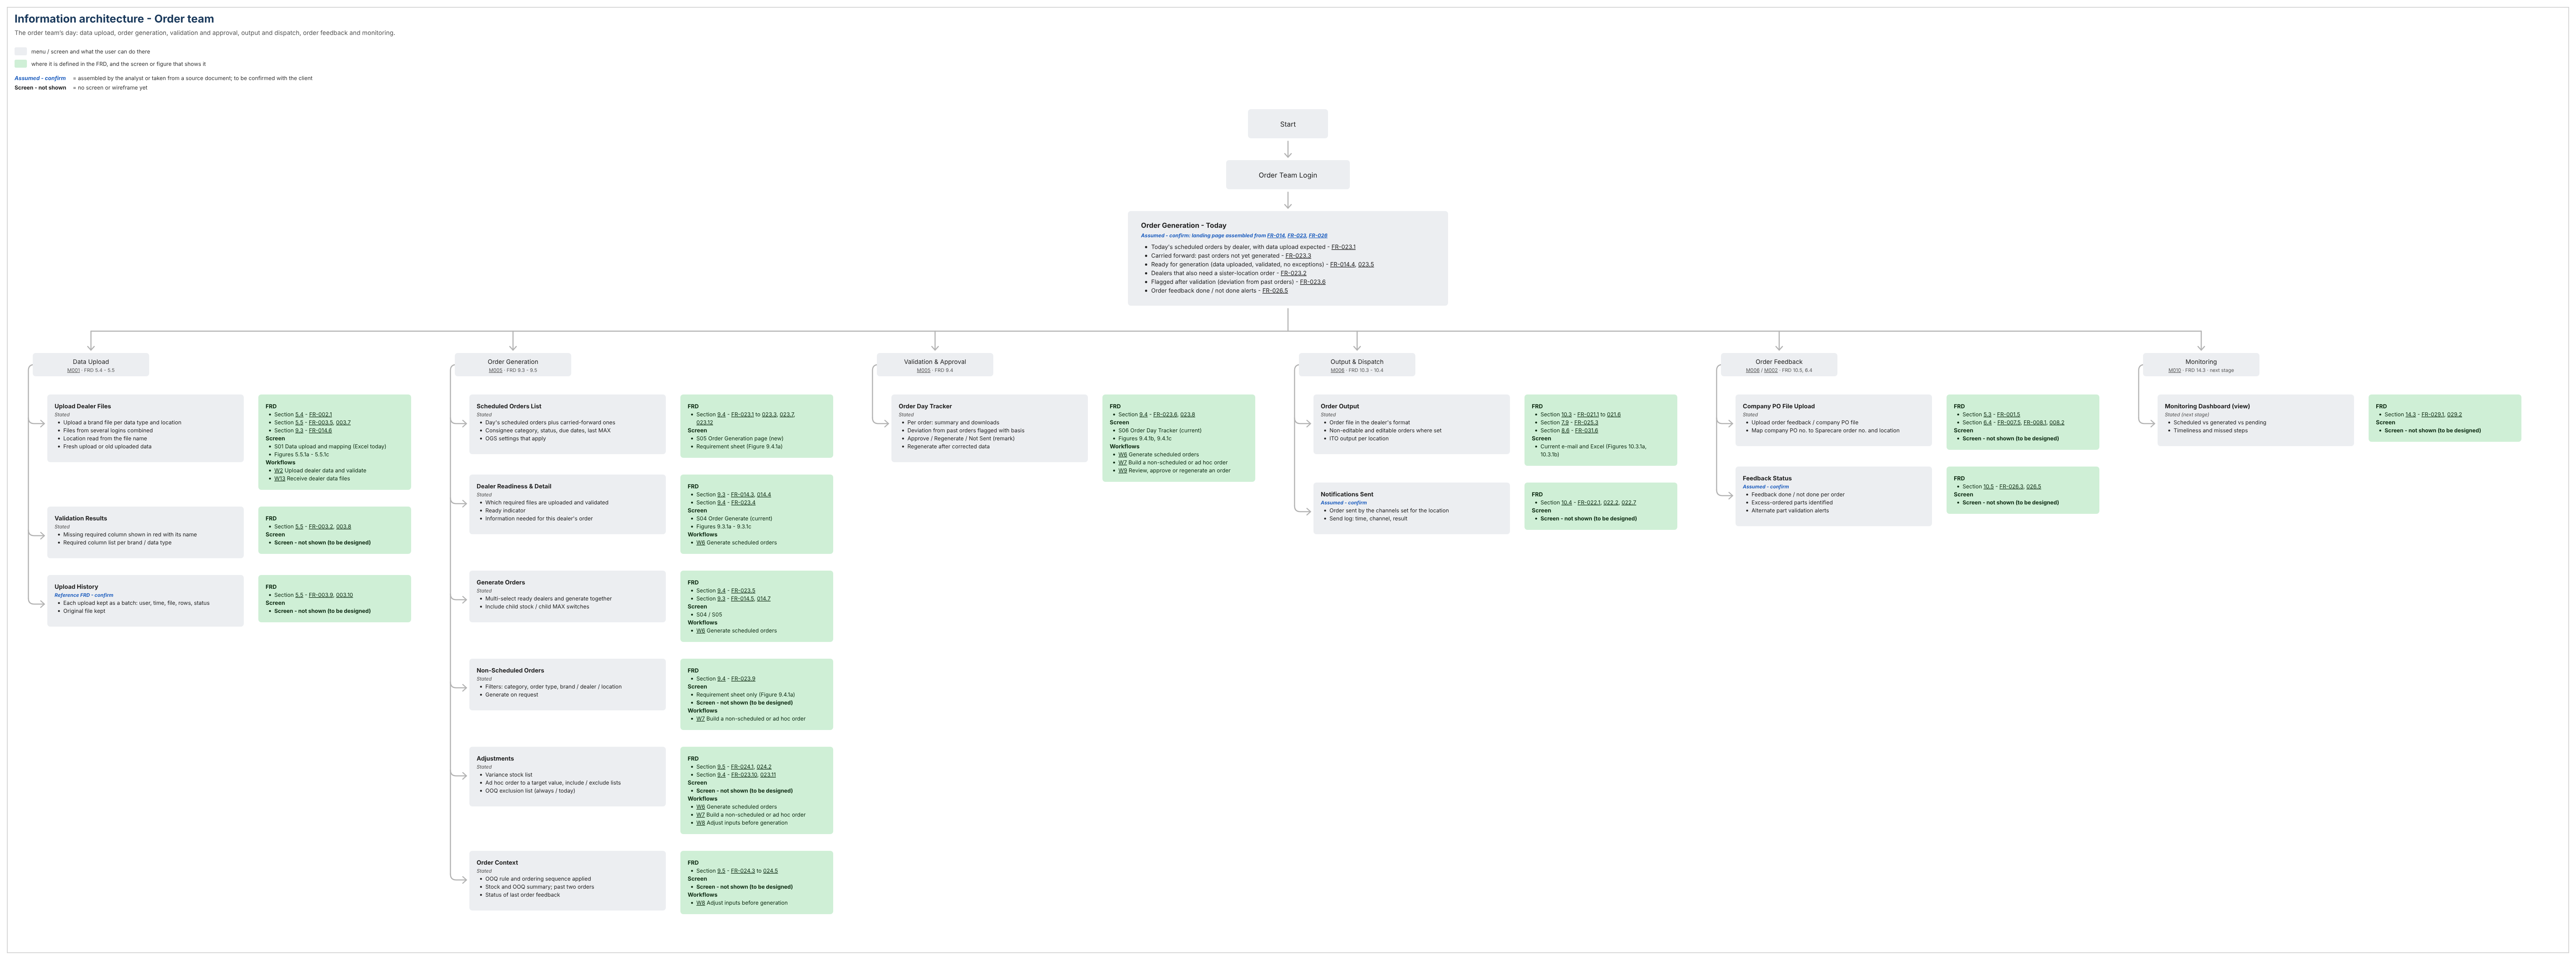 Information architecture - Order team
The order team's day: data upload, order generation, validation and approval, output and dispatch, order feedback and monitoring.
menu / screen and what the user can do there
where it is defined in the FRD, and the screen or figure that shows it
Assumed - confirm = assembled by the analyst or taken from a source document; to be confirmed with the client
Screen - not shown = no screen or wireframe yet
Start
Order Team Login
Order Generation - Today
Assumed - confirm: landing page assembled from FR-014, FR-023, FR-026
• Today's scheduled orders by dealer, with data upload expected - FR-023.1
• Carried forward: past orders not yet generated - FR-023.3
• Ready for generation (data uploaded, validated, no exceptions) - FR-014.4, 023.5
• Dealers that also need a sister-location order - FR-023.2
• Flagged after validation (deviation from past orders) - FR-023.6
• Order feedback done / not done alerts - FR-026.5
Data Upload
M001 · FRD 5.4 - 5.5
Upload Dealer Files
Stated
• Upload a brand file per data type and location
• Files from several logins combined
• Location read from the file name
• Fresh upload or old uploaded data
FRD
• Section 5.4 - FR-002.1
• Section 5.5 - FR-003.5, 003.7
• Section 9.3 - FR-014.6
Screen
• S01 Data upload and mapping (Excel today)
• Figures 5.5.1a - 5.5.1c
Workflows
• W2 Upload dealer data and validate
• W13 Receive dealer data files
Validation Results
Stated
• Missing required column shown in red with its name
• Required column list per brand / data type
FRD
• Section 5.5 - FR-003.2, 003.8
Screen
• Screen - not shown (to be designed)
Upload History
Reference FRD - confirm
• Each upload kept as a batch: user, time, file, rows, status
• Original file kept
FRD
• Section 5.5 - FR-003.9, 003.10
Screen
• Screen - not shown (to be designed)
Order Generation
M005 · FRD 9.3 - 9.5
Scheduled Orders List
Stated
• Day's scheduled orders plus carried-forward ones
• Consignee category, status, due dates, last MAX
• OGS settings that apply
FRD
• Section 9.4 - FR-023.1 to 023.3, 023.7,
023.12
Screen
• S05 Order Generation page (new)
• Requirement sheet (Figure 9.4.1a)
Dealer Readiness & Detail
Stated
• Which required files are uploaded and validated
• Ready indicator
• Information needed for this dealer's order
FRD
• Section 9.3 - FR-014.3, 014.4
• Section 9.4 - FR-023.4
Screen
• S04 Order Generate (current)
• Figures 9.3.1a - 9.3.1c
Workflows
• W6 Generate scheduled orders
Generate Orders
Stated
• Multi-select ready dealers and generate together
• Include child stock / child MAX switches
FRD
• Section 9.4 - FR-023.5
• Section 9.3 - FR-014.5, 014.7
Screen
• S04 / S05
Workflows
• W6 Generate scheduled orders
Non-Scheduled Orders
Stated
• Filters: category, order type, brand / dealer / location
• Generate on request
FRD
• Section 9.4 - FR-023.9
Screen
• Requirement sheet only (Figure 9.4.1a)
• Screen - not shown (to be designed)
Workflows
• W7 Build a non-scheduled or ad hoc order
Adjustments
Stated
• Variance stock list
• Ad hoc order to a target value, include / exclude lists
• OOQ exclusion list (always / today)
FRD
• Section 9.5 - FR-024.1, 024.2
• Section 9.4 - FR-023.10, 023.11
Screen
• Screen - not shown (to be designed)
Workflows
• W6 Generate scheduled orders
• W7 Build a non-scheduled or ad hoc order
• W8 Adjust inputs before generation
Order Context
Stated
• OOQ rule and ordering sequence applied
• Stock and OOQ summary; past two orders
• Status of last order feedback
FRD
• Section 9.5 - FR-024.3 to 024.5
Screen
• Screen - not shown (to be designed)
Workflows
• W8 Adjust inputs before generation
Validation & Approval
M005 · FRD 9.4
Order Day Tracker
Stated
• Per order: summary and downloads
• Deviation from past orders flagged with basis
• Approve / Regenerate / Not Sent (remark)
• Regenerate after corrected data
FRD
• Section 9.4 - FR-023.6, 023.8
Screen
• S06 Order Day Tracker (current)
• Figures 9.4.1b, 9.4.1c
Workflows
• W6 Generate scheduled orders
• W7 Build a non-scheduled or ad hoc order
• W9 Review, approve or regenerate an order
Output & Dispatch
M006 · FRD 10.3 - 10.4
Order Output
Stated
• Order file in the dealer's format
• Non-editable and editable orders where set
• ITO output per location
FRD
• Section 10.3 - FR-021.1 to 021.6
• Section 7.9 - FR-025.3
• Section 8.6 - FR-031.6
Screen
• Current e-mail and Excel (Figures 10.3.1a,
10.3.1b)
Notifications Sent
Assumed - confirm
• Order sent by the channels set for the location
• Send log: time, channel, result
FRD
• Section 10.4 - FR-022.1, 022.2, 022.7
Screen
• Screen - not shown (to be designed)
Order Feedback
M006 / M002 · FRD 10.5, 6.4
Company PO File Upload
Stated
• Upload order feedback / company PO file
• Map company PO no. to Sparecare order no. and location
FRD
• Section 5.3 - FR-001.5
• Section 6.4 - FR-007.5, FR-008.1, 008.2
Screen
• Screen - not shown (to be designed)
Feedback Status
Assumed - confirm
• Feedback done / not done per order
• Excess-ordered parts identified
• Alternate part validation alerts
FRD
• Section 10.5 - FR-026.3, 026.5
Screen
• Screen - not shown (to be designed)
Monitoring
M010 · FRD 14.3 · next stage
Monitoring Dashboard (view)
Stated (next stage)
• Scheduled vs generated vs pending
• Timeliness and missed steps
FRD
• Section 14.3 - FR-029.1, 029.2
Screen
• Screen - not shown (to be designed)